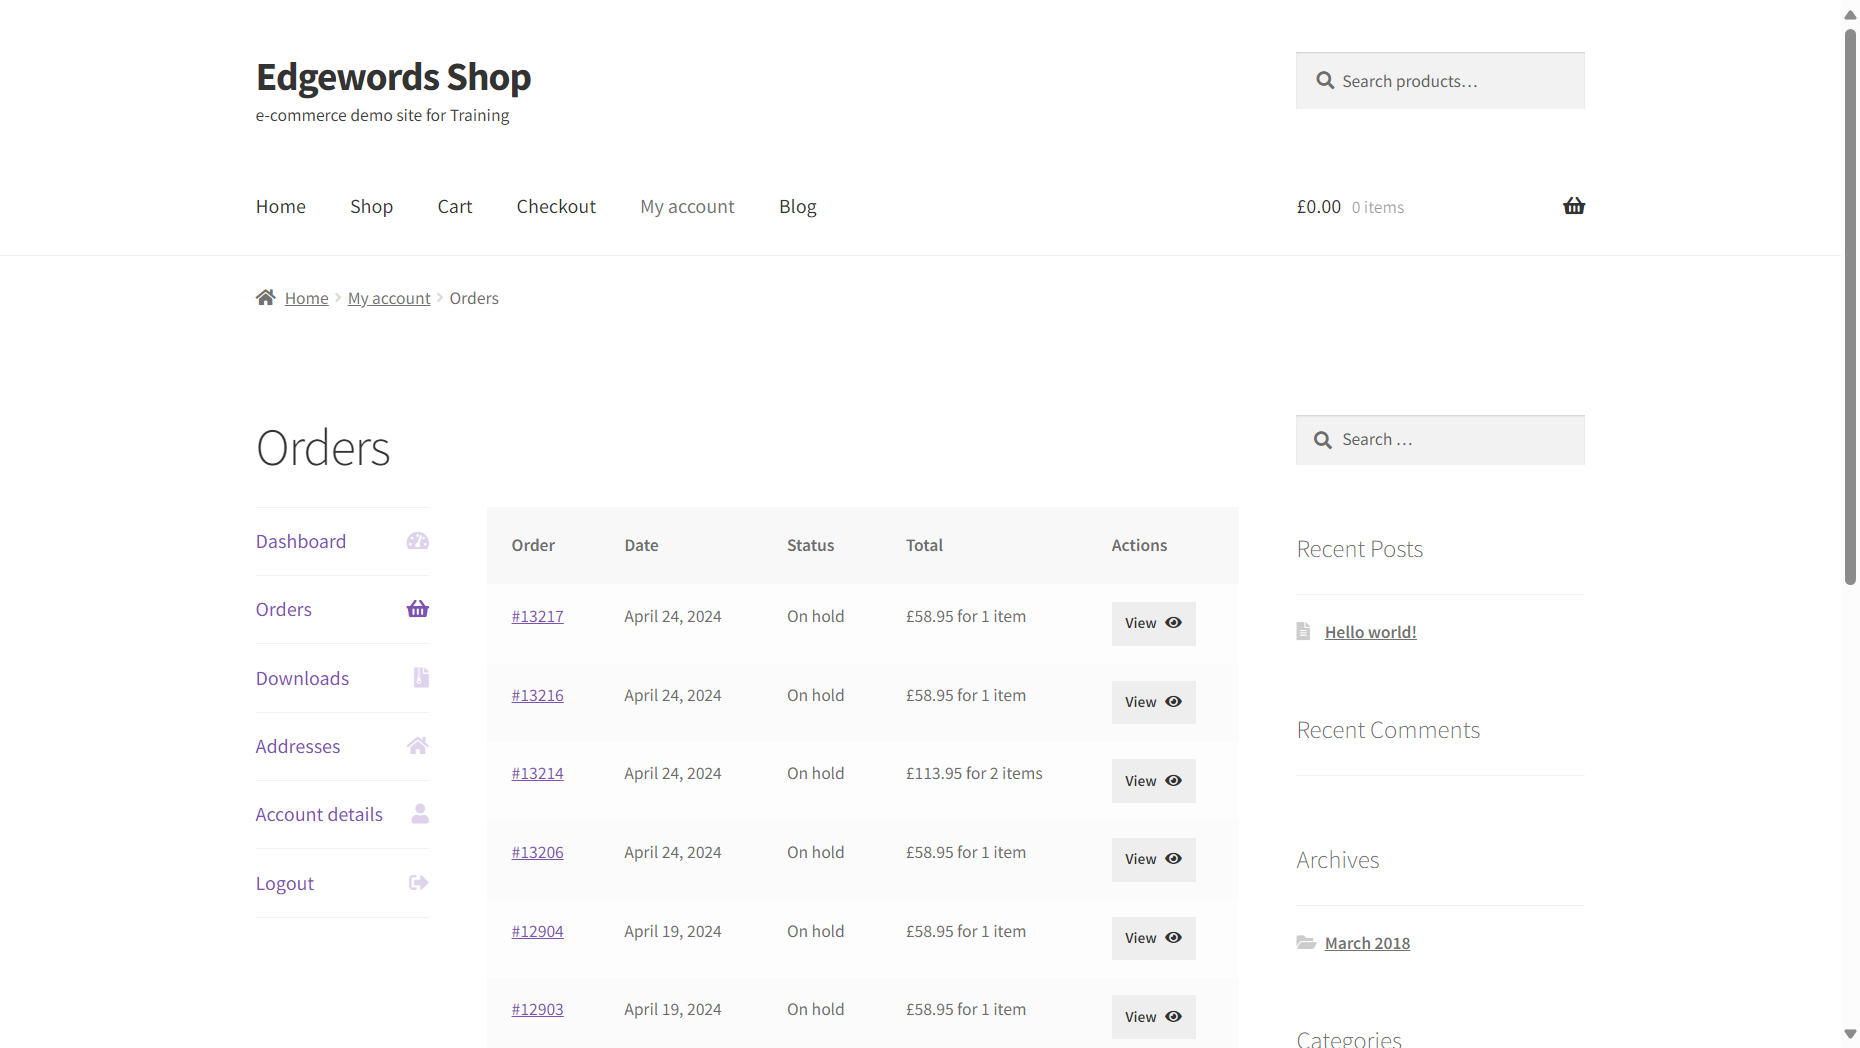 Edgewords Shop
e-commerce demo site for Training
Search products…
Home
Shop
Cart
Checkout
My account
Blog
£0.00 0 items
Home
My account
Orders
Orders
Dashboard
Orders
Downloads
Addresses
Account details
Logout
Order Date Status Total Actions
#13217 April 24, 2024 On hold £58.95 for 1 item View
#13216 April 24, 2024 On hold £58.95 for 1 item View
#13214 April 24, 2024 On hold £113.95 for 2 items View
#13206 April 24, 2024 On hold £58.95 for 1 item View
#12904 April 19, 2024 On hold £58.95 for 1 item View
#12903 April 19, 2024 On hold £58.95 for 1 item View
Search …
Recent Posts
Hello world!
Recent Comments
Archives
March 2018
Categories